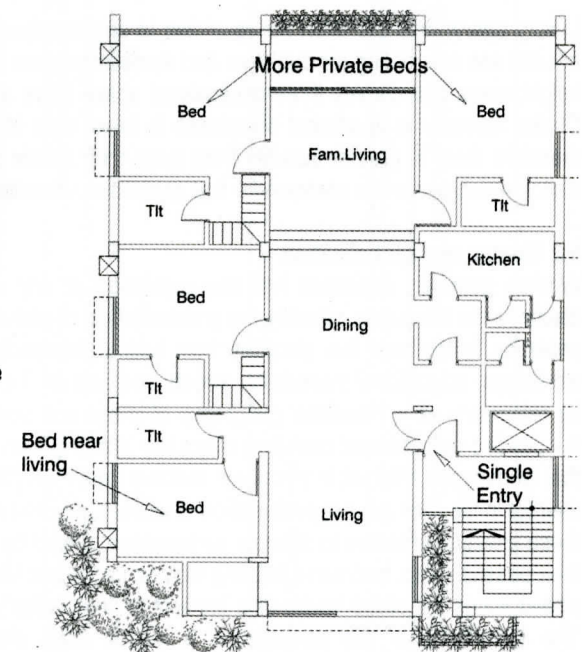 More Private Beds
Bed
Bed
Fam.Living
Tlt
Tlt
Kitchen
Bed
Dining
Tlt
Tlt
Bed near
living
Single
Entry
Bed
Living
e